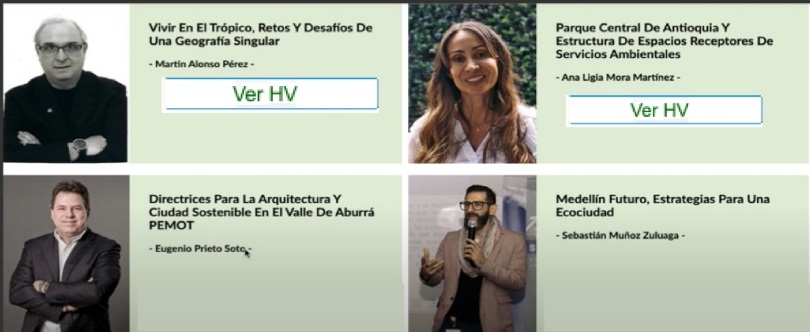 Vivir En El Trópico, Retos Y Desafíos De
Una Geografía Singular
- Martin Alonso Pérez -
Ver HV
Parque Central De Antioquia Y
Estructura De Espacios Receptores De
Servicios Ambientales
- Ana Ligia Mora Martínez -
Ver HV
Directrices Para La Arquitectura Y
Ciudad Sostenible En El Valle De Aburrá
PEMOT
- Eugenio Prieto Soto -
Medellín Futuro, Estrategias Para Una
Ecociudad
- Sebastián Muñoz Zuluaga -